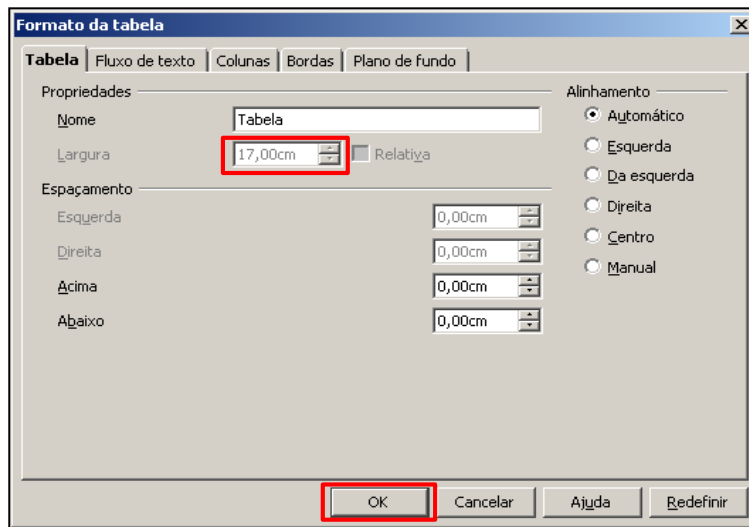 Formato da tabela
Tabela Fluxo de texto Colunas Bordas Plano de fundo
Propriedades
Nome Tabela
Largura 17,00cm Relativa
Espaçamento
Esquerda 0,00cm
Direita 0,00cm
Acima 0,00cm
Abaixo 0,00cm
Alinhamento
Automático
Esquerda
Da esquerda
Direita
Centro
Manual
OK Cancelar Ajuda Redefinir